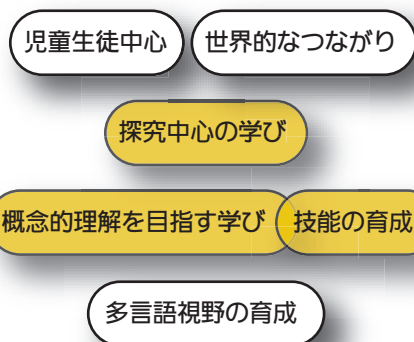 児童生徒中心
世界的なつながり
探究中心の学び
概念的理解を目指す学び
技能の育成
多言語視野の育成